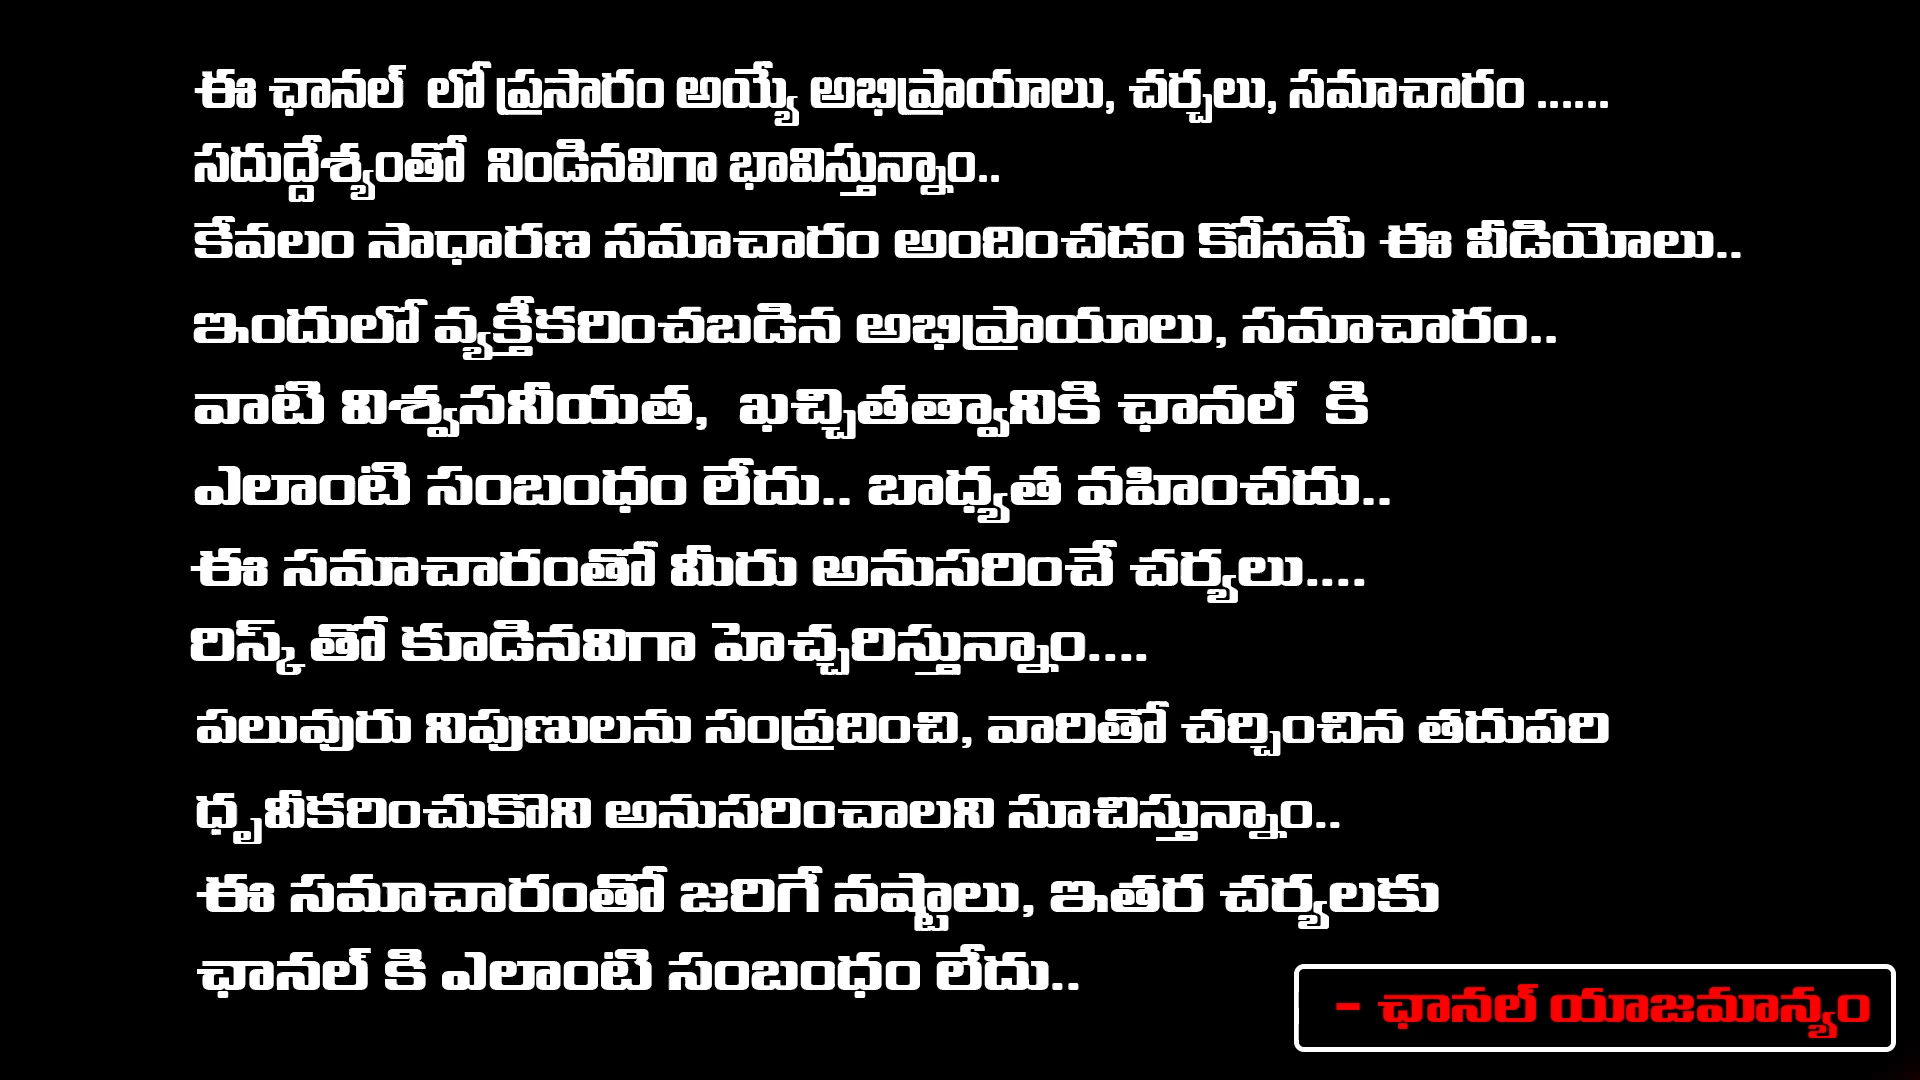 ఈ ఛానల్ లో ప్రసారం అయ్యే అభిప్రాయాలు, చర్చలు, సమాచారం ......
సదుద్దేశ్యంతో నిండినవిగా భావిస్తున్నాం..
కేవలం సాధారణ సమాచారం అందించడం కోసమే ఈ వీడియోలు..
ఇందులో వ్యక్తీకరించబడిన అభిప్రాయాలు, సమాచారం..
వాటి విశ్వసనీయత, ఖచ్చితత్వానికి ఛానల్ కి
ఎలాంటి సంబంధం లేదు.. బాధ్యత వహించదు..
ఈ సమాచారంతో మీరు అనుసరించే చర్యలు....
రిస్క్ తో కూడినవిగా హెచ్చరిస్తున్నాం....
పలువురు నిపుణులను సంప్రదించి, వారితో చర్చించిన తదుపరి
ధృవీకరించుకొని అనుసరించాలని సూచిస్తున్నాం..
ఈ సమాచారంతో జరిగే నష్టాలు, ఇతర చర్యలకు
ఛానల్ కి ఎలాంటి సంబంధం లేదు..
- ఛానల్ యాజమాన్యం